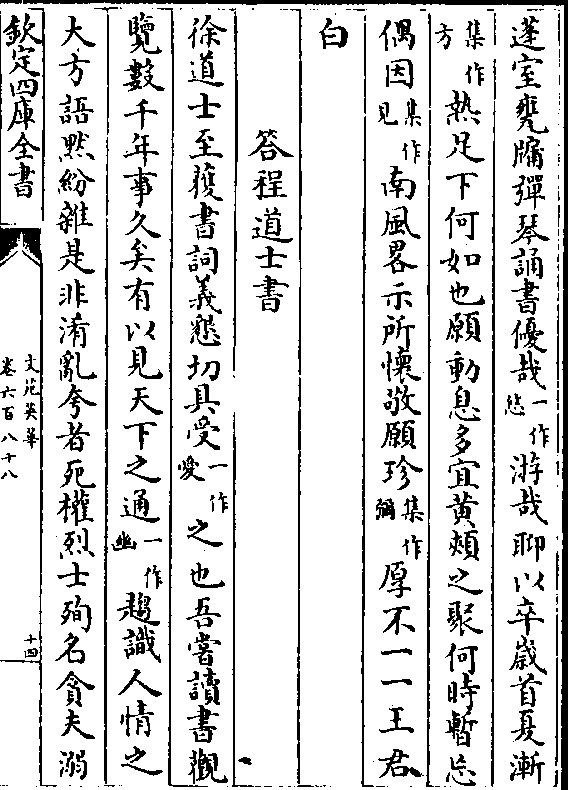 蓬室甕牖彈琴誦書優哉一作悠游哉聊以卒歲首夏漸
集作方熱足下何如也願動息多宜黄頰之聚何時暫忘
偶因集作見南風畧示所懷敬願珍集作彌厚不一一王君
白
答程道士書
徐道士至獲書詞義懇切具受一作愛之也吾嘗讀書觀
覽數千年事久矣有以見天下之通一作幽趨識人情之
大方語黙紛雜是非淆亂夸者死權烈士殉名貪夫溺
欽定四庫全書
文苑英華
卷六百八十八
十四